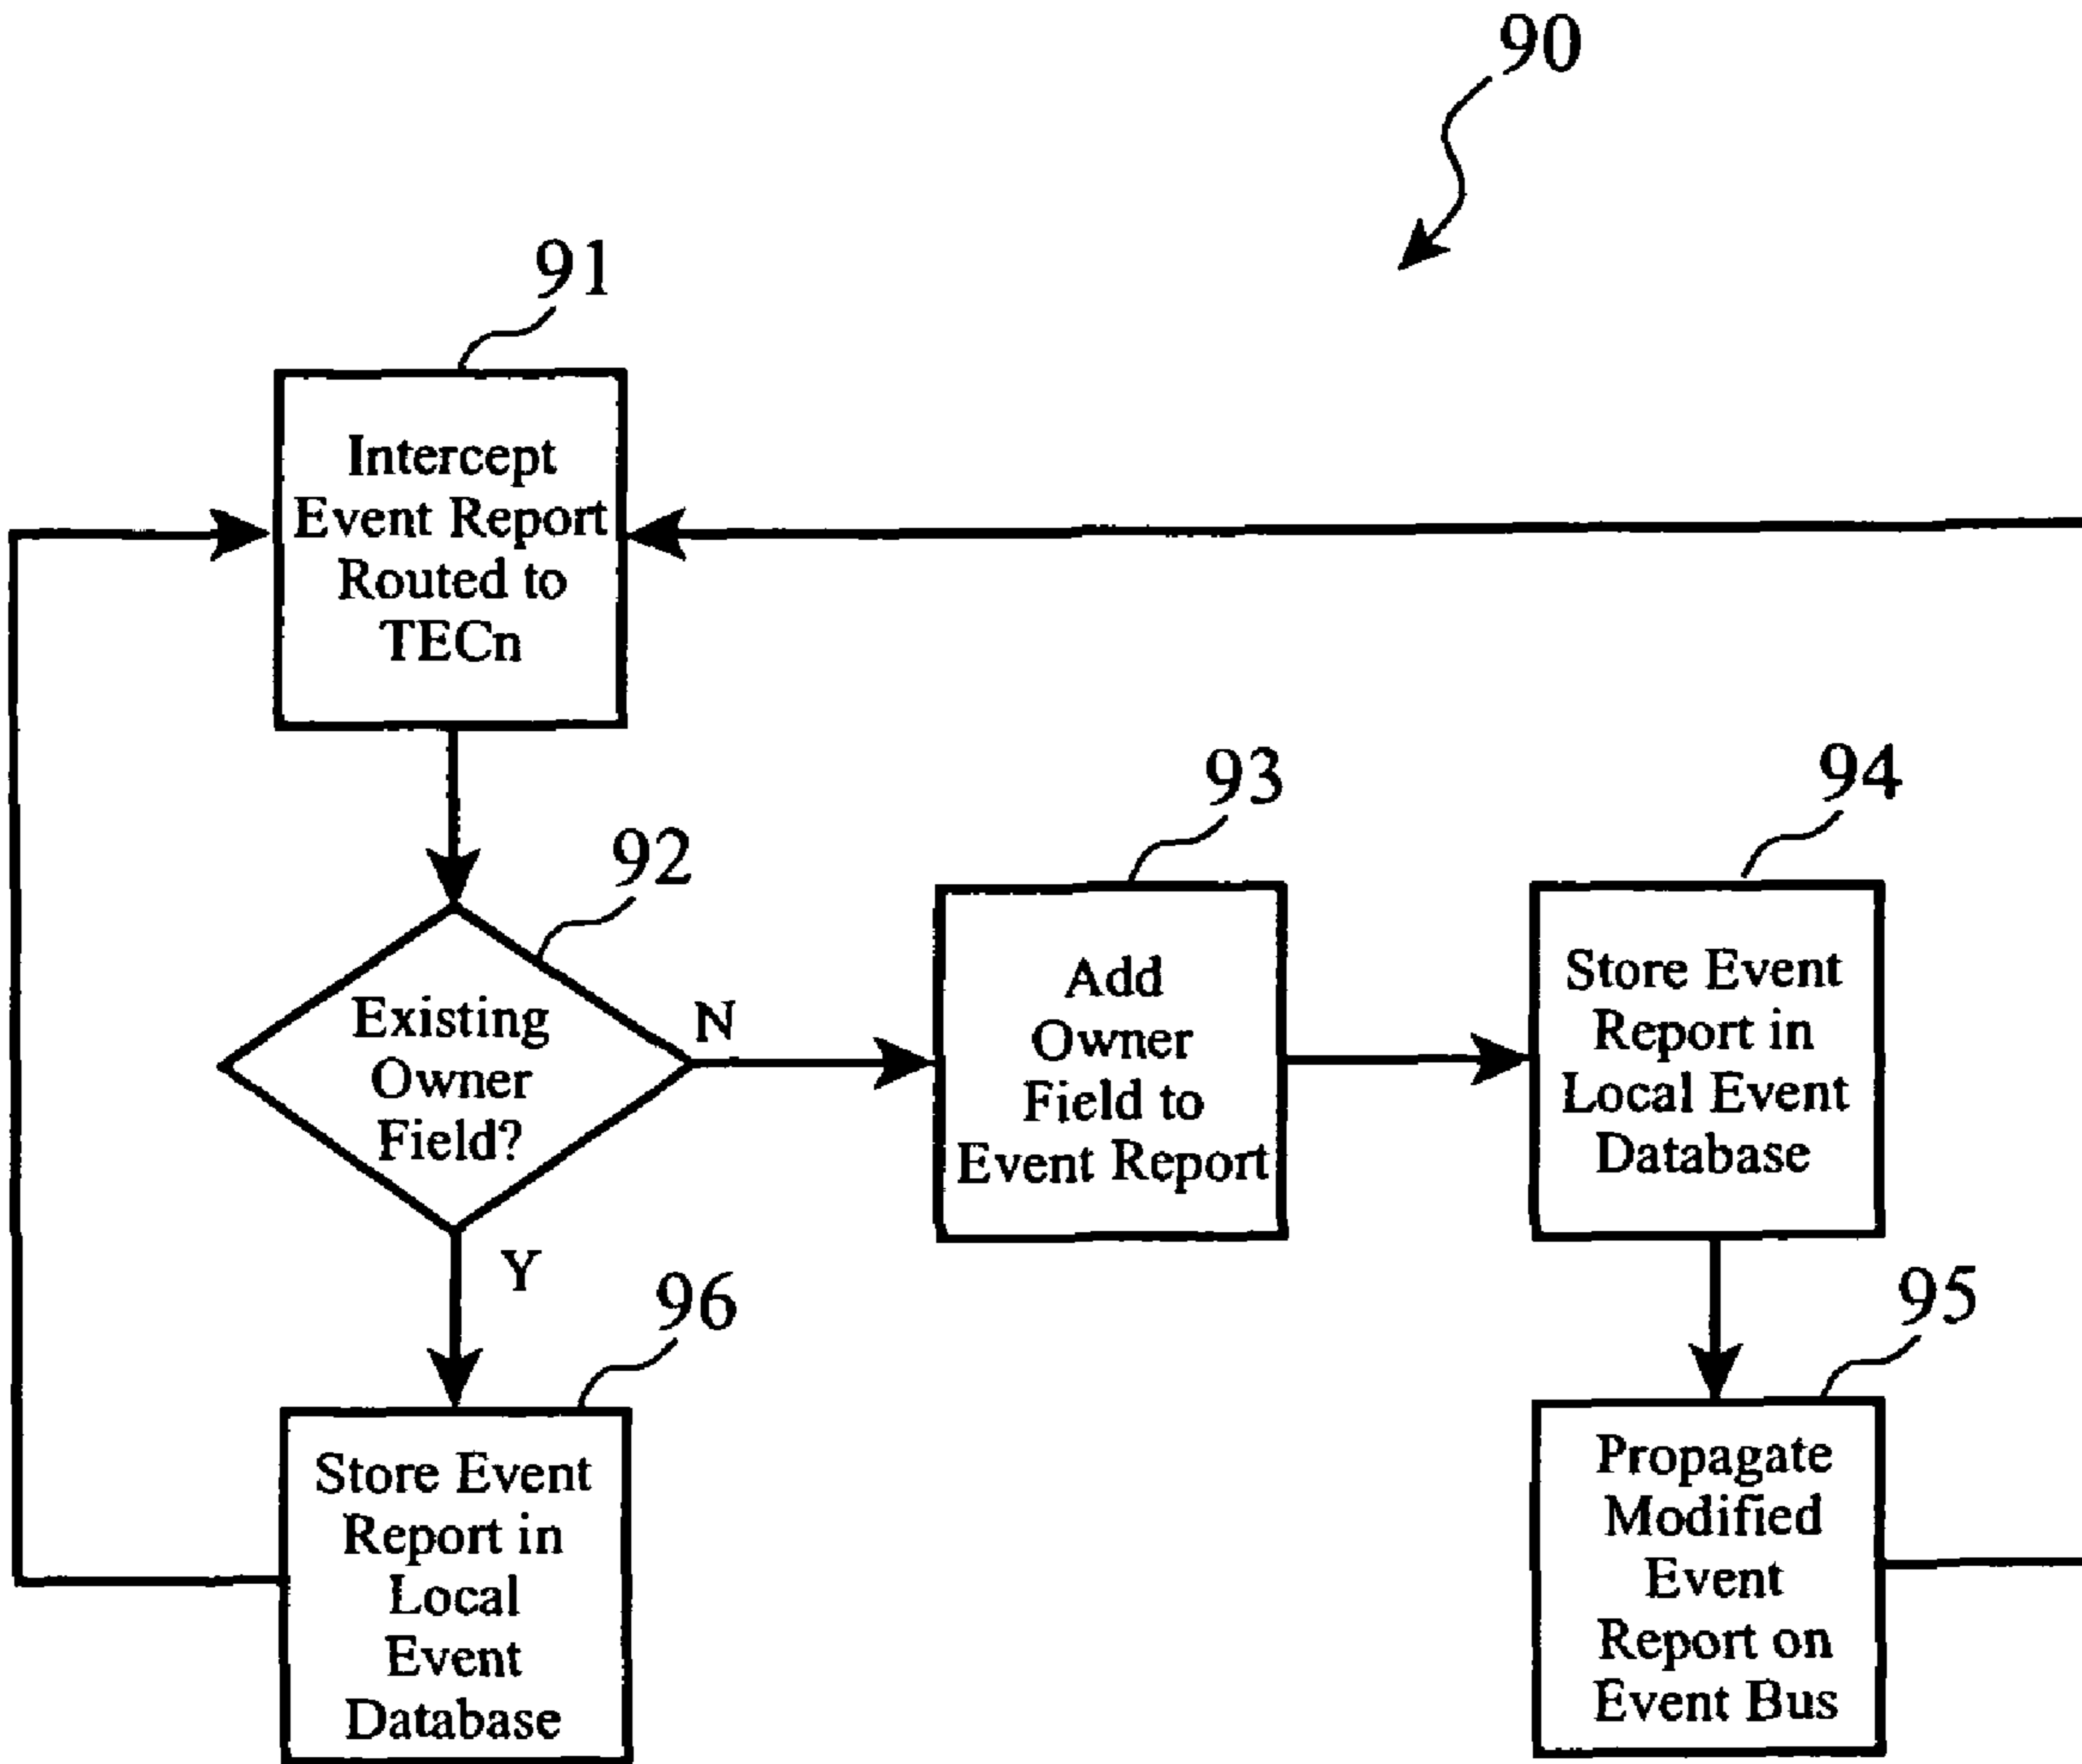 90
91
Intercept
Event Report
Routed to
TECn
92
Existing
Owner
Field?
N
Y
93
Add
Owner
Field to
Event Report
94
Store Event
Report in
Local Event
Database
95
Propagate
Modified
Event
Report on
Event Bus
96
Store Event
Report in
Local
Event
Database